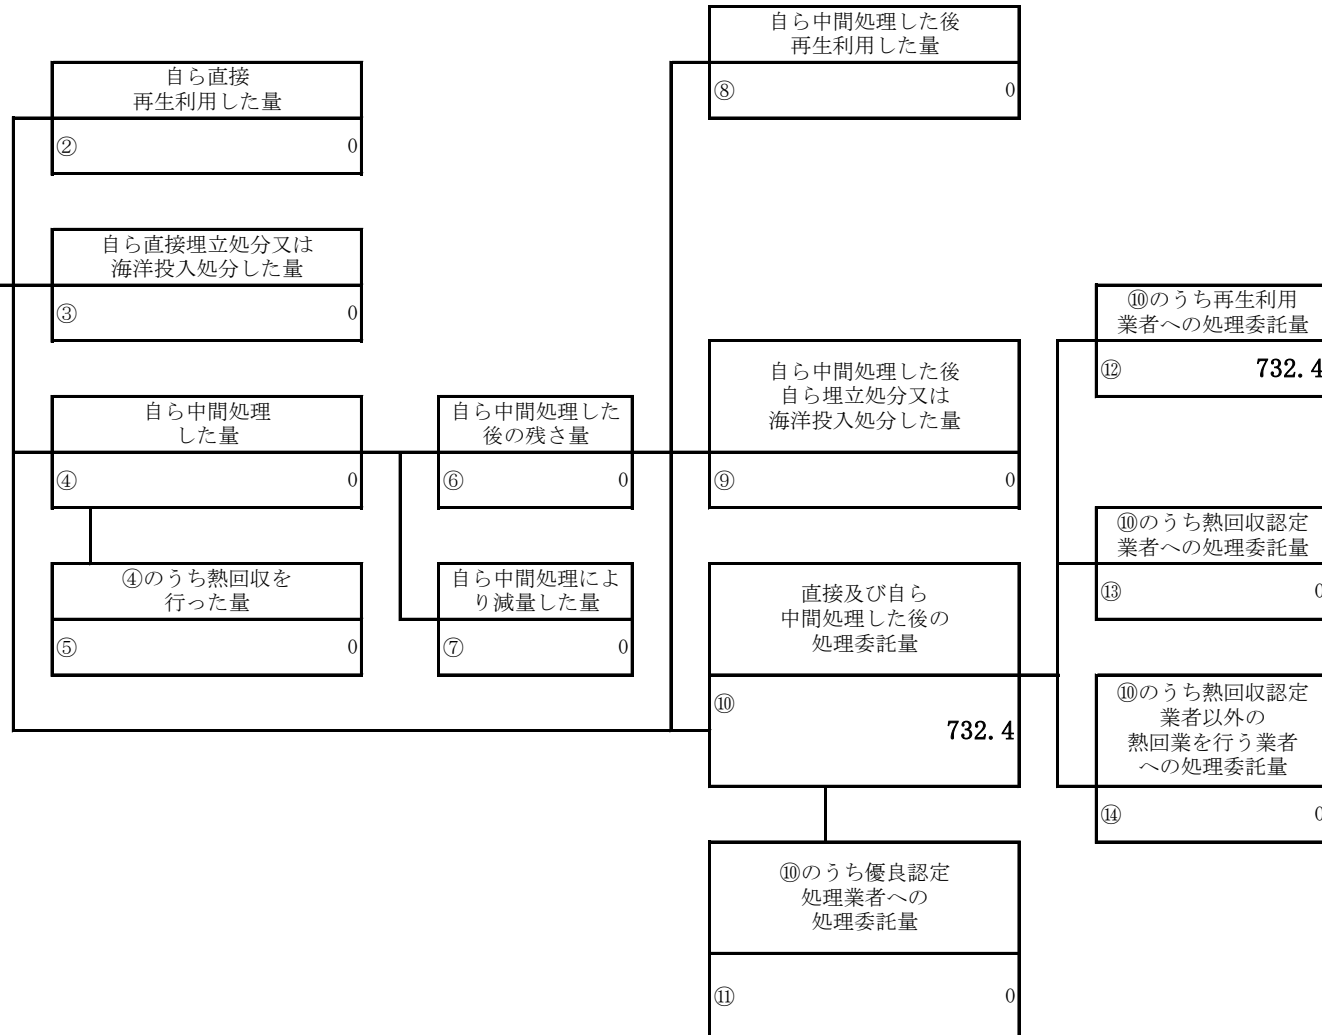 自ら中間処理した後
再生利用した量
⑧ 0
自ら直接
再生利用した量
② 0
自ら直接埋立処分又は
海洋投入処分した量
③ 0
⑩のうち再生利用
業者への処理委託量
⑫ 732.4
自ら中間処理した後
自ら埋立処分又は
海洋投入処分した量
⑨ 0
自ら中間処理
した量
④ 0
自ら中間処理した
後の残さ量
⑥ 0
⑩のうち熱回収認定
業者への処理委託量
⑬ 0
④のうち熱回収を
行った量
⑤ 0
自ら中間処理によ
り減量した量
⑦ 0
直接及び自ら
中間処理した後の
処理委託量
⑩
732.4
⑩のうち熱回収認定
業者以外の
熱回業を行う業者
への処理委託量
⑭ 0
⑩のうち優良認定
処理業者への
処理委託量
⑪ 0